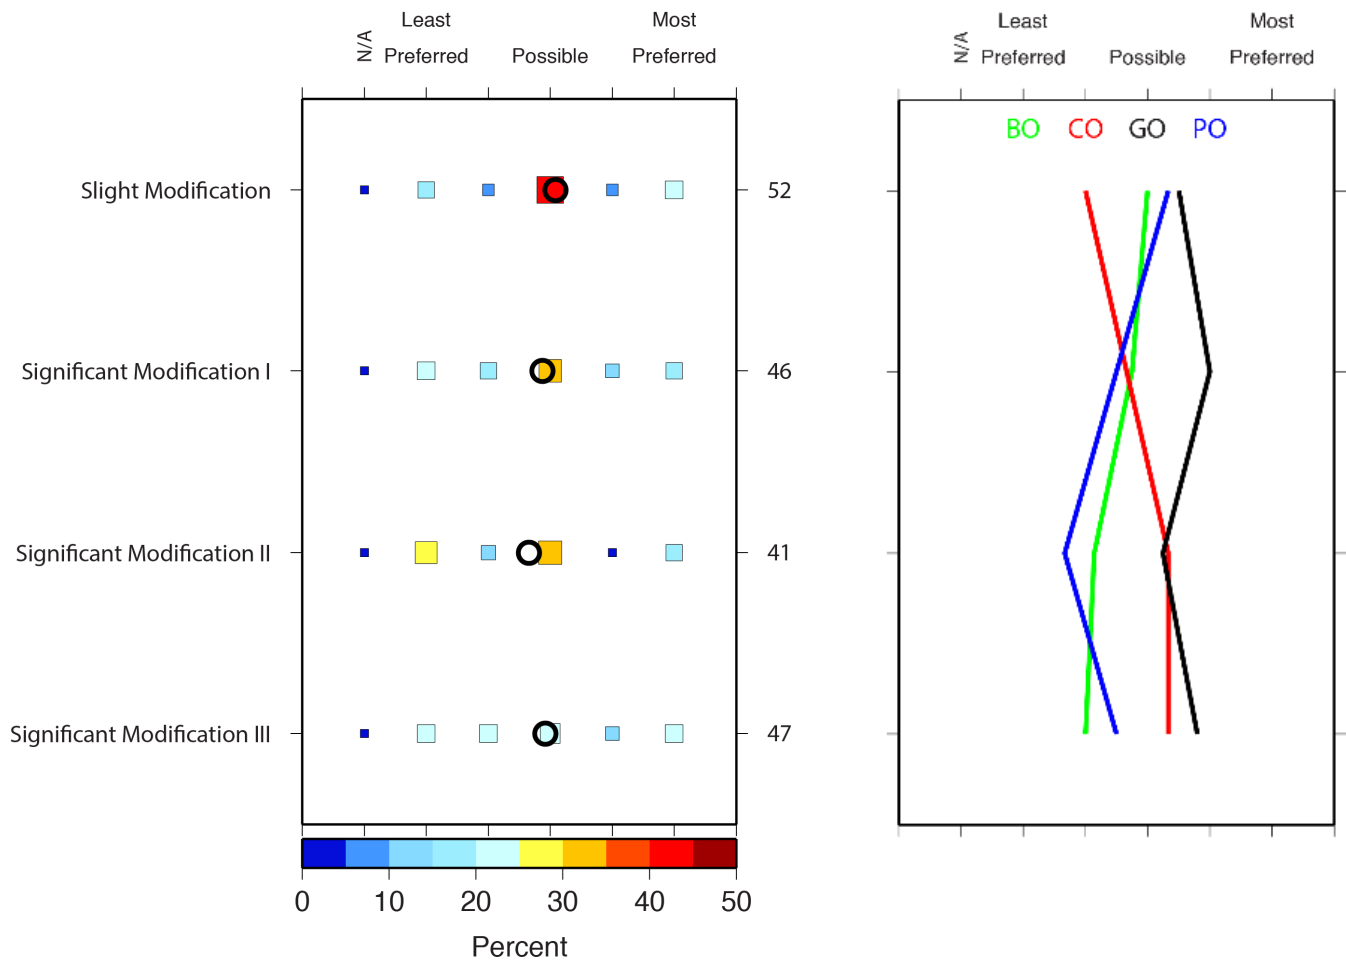 Least
Most
N/A
Preferred
Possible
Preferred
Slight Modification
52
Significant Modification I
46
Significant Modification II
41
Significant Modification III
47
0 10 20 30 40 50
Percent
Least
Most
N/A
Preferred
Possible
Preferred
BO CO GO PO